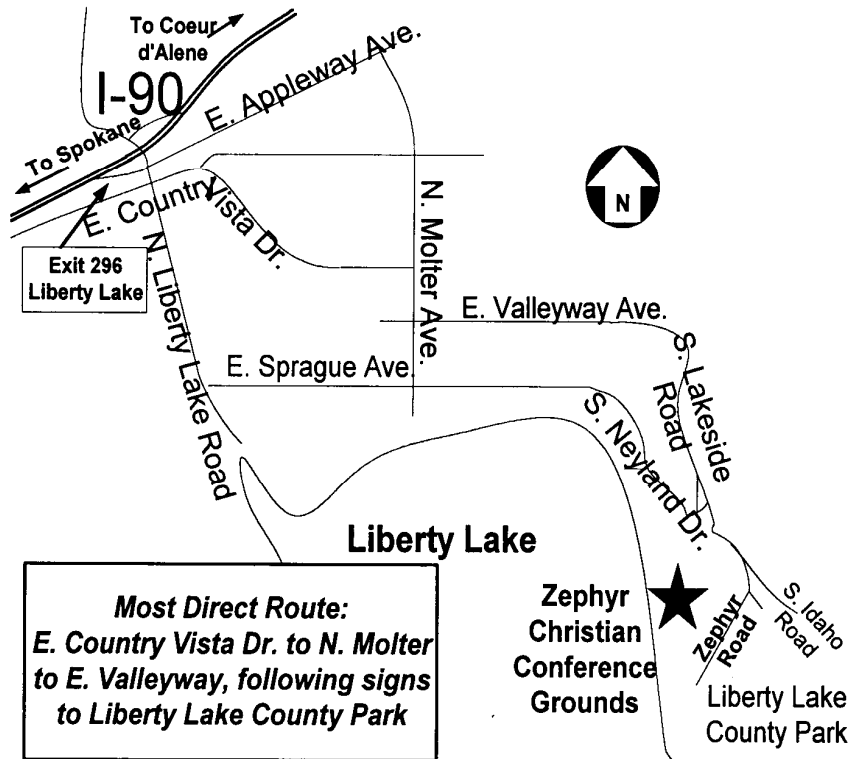 To Coeur
d'Alene
I-90
E. Appleway Ave.
To Spokane
E. Country Vista Dr.
N
Exit 296
Liberty Lake
N. Liberty Lake Road
N. Molter Ave.
E. Valleyway Ave.
E. Sprague Ave.
S. Lakeside
Road
S. Neyland Dr.
Liberty Lake
Zephyr
Christian
Conference
Grounds
Zephyr
Road
S. Idaho
Road
Liberty Lake
County Park
Most Direct Route:
E. Country Vista Dr. to N. Molter
to E. Valleyway, following signs
to Liberty Lake County Park